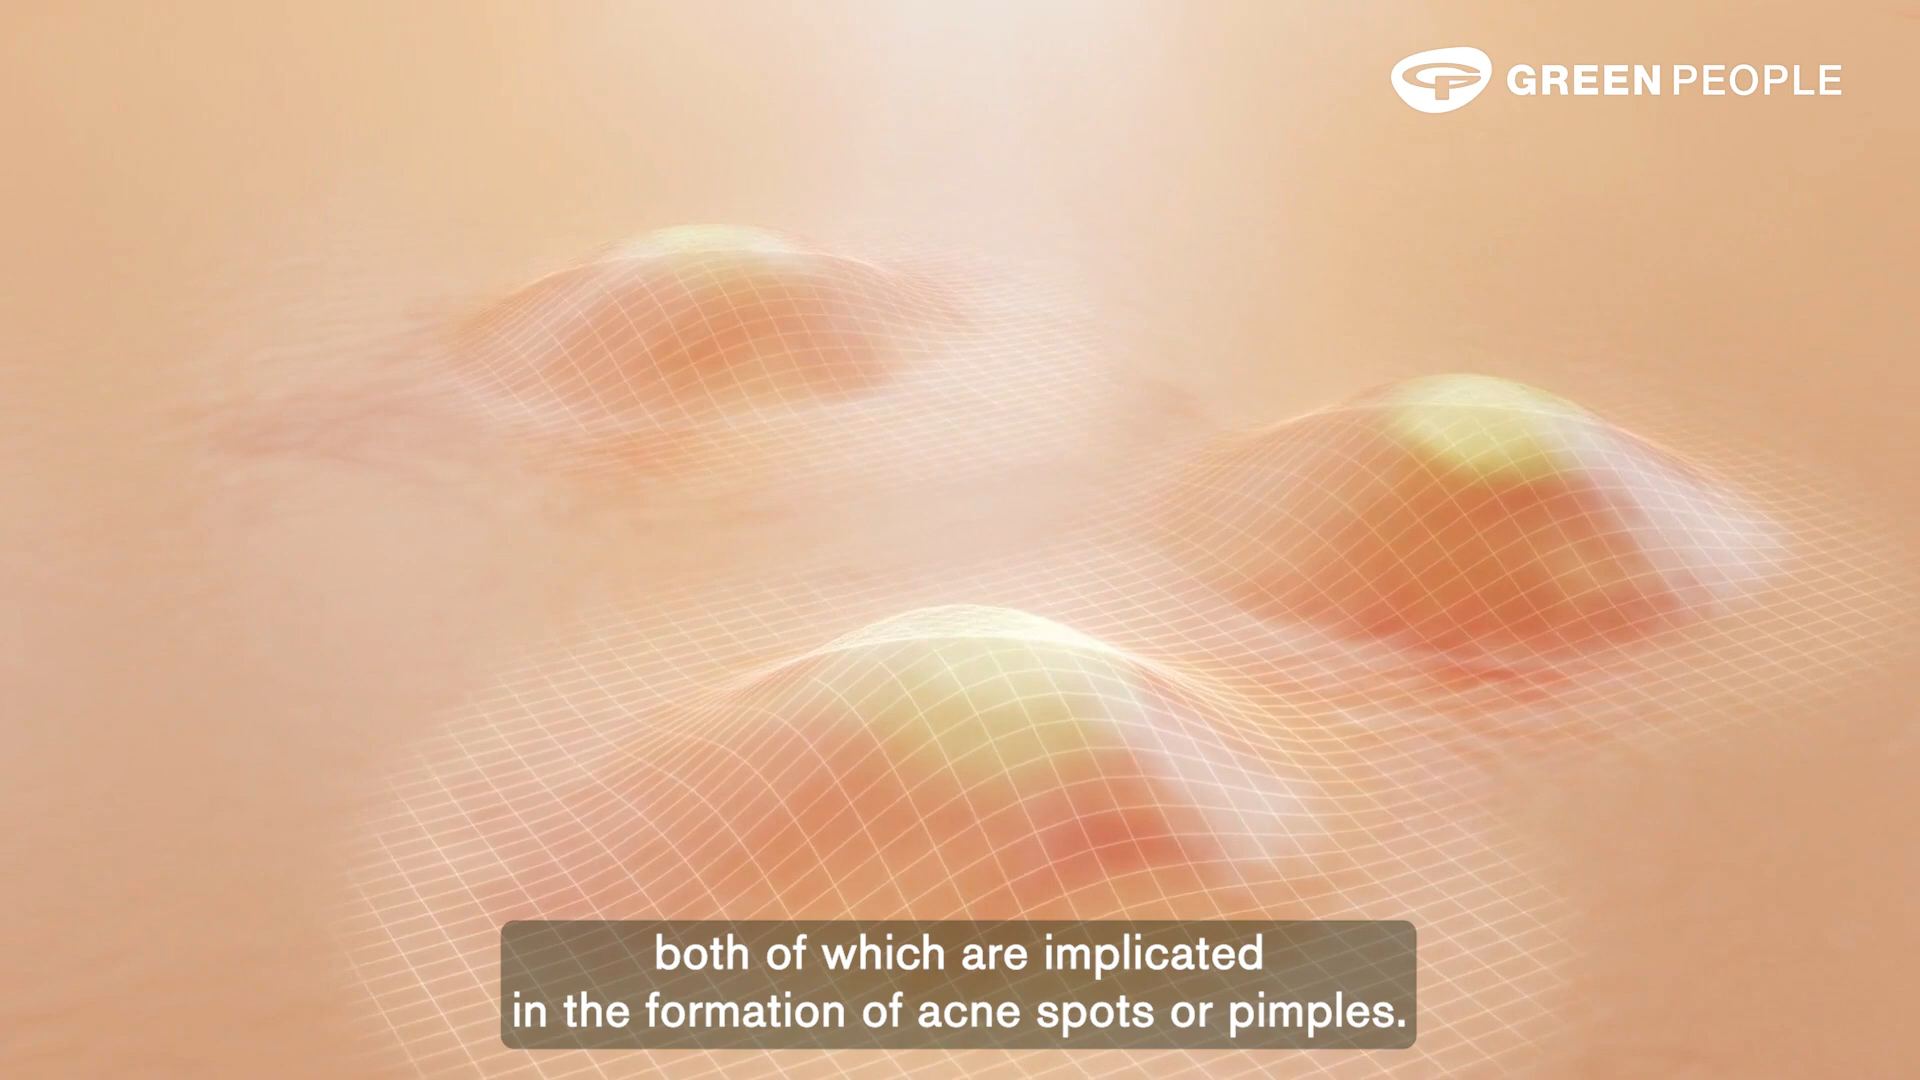 GREEN PEOPLE
both of which are implicated
in the formation of acne spots or pimples.